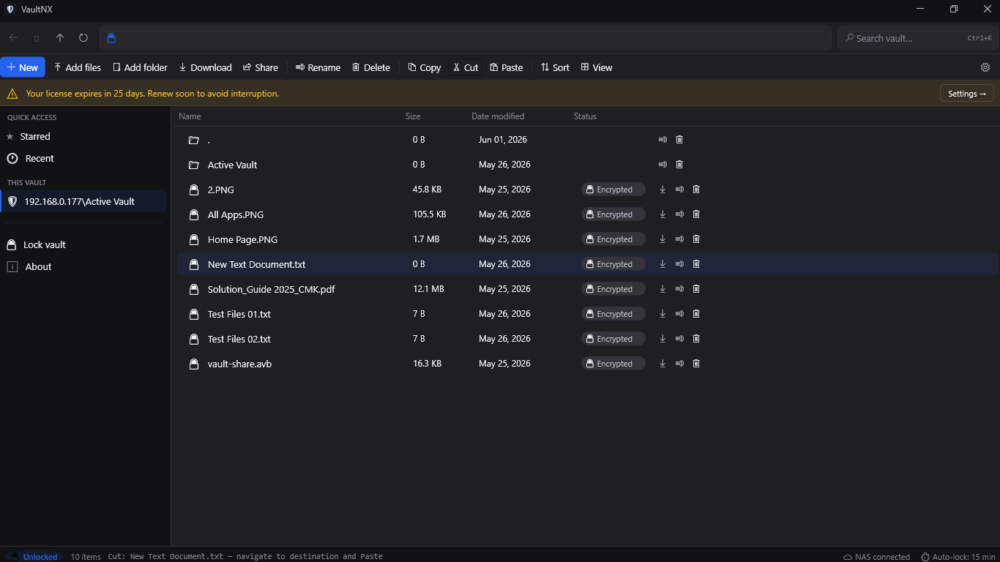 VaultNX
Search vault... Ctrl+K
New Add files Add folder Download Share Rename Delete Copy Cut Paste Sort View
Your license expires in 25 days. Renew soon to avoid interruption. Settings →
QUICK ACCESS
Starred
Recent
THIS VAULT
192.168.0.177\Active Vault
Lock vault
About
Name Size Date modified Status
. 0 B Jun 01, 2026
Active Vault 0 B May 26, 2026
2.PNG 45.8 KB May 25, 2026 Encrypted
All Apps.PNG 105.5 KB May 26, 2026 Encrypted
Home Page.PNG 1.7 MB May 25, 2026 Encrypted
New Text Document.txt 0 B May 26, 2026 Encrypted
Solution_Guide 2025_CMK.pdf 12.1 MB May 25, 2026 Encrypted
Test Files 01.txt 7 B May 26, 2026 Encrypted
Test Files 02.txt 7 B May 26, 2026 Encrypted
vault-share.avb 16.3 KB May 25, 2026 Encrypted
Unlocked 10 items Cut: New Text Document.txt — navigate to destination and Paste NAS connected Auto-lock: 15 min